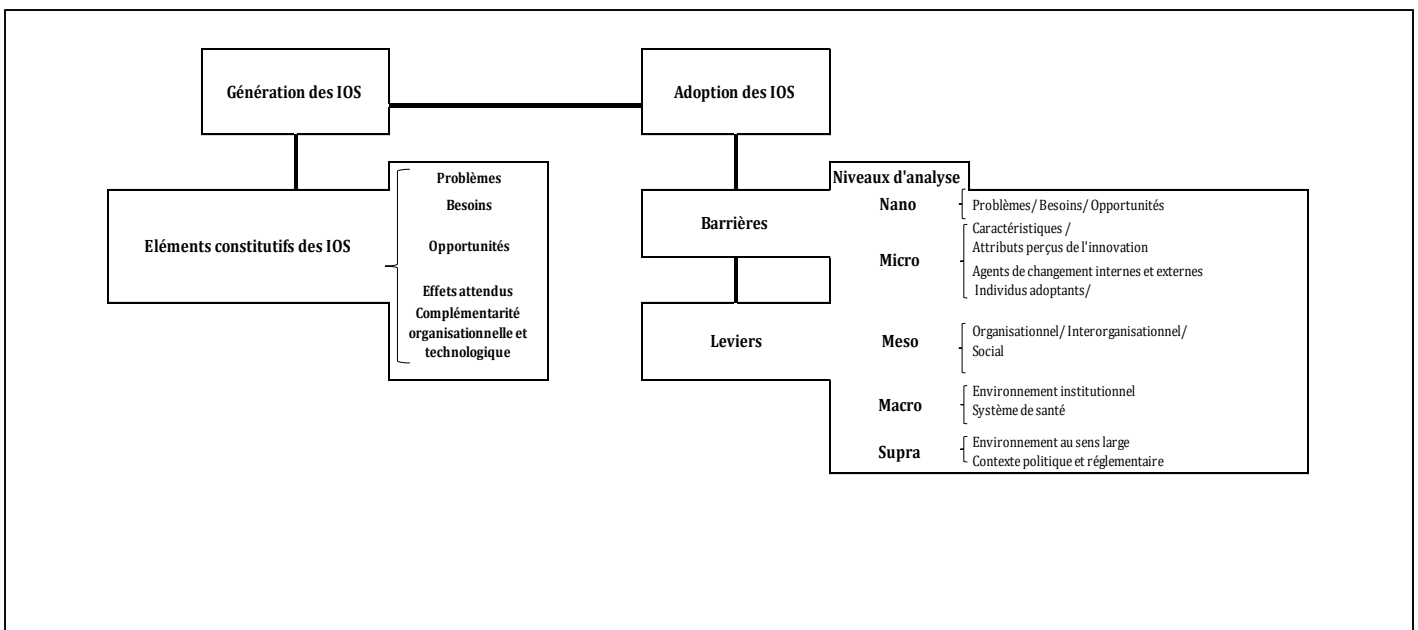 Génération des IOS
Adoption des IOS
Eléments constitutifs des IOS
Problèmes
Besoins
Opportunités
Effets attendus
Complémentarité
organisationnelle et
technologique
Barrières
Leviers
Niveaux d'analyse
Nano
Problèmes/ Besoins/ Opportunités
Micro
Caractéristiques /
Attributs perçus de l'innovation
Agents de changement internes et externes
Individus adoptants/
Meso
Organisationnel/ Interorganisationnel/
Social
Macro
Environnement institutionnel
Système de santé
Supra
Environnement au sens large
Contexte politique et réglementaire